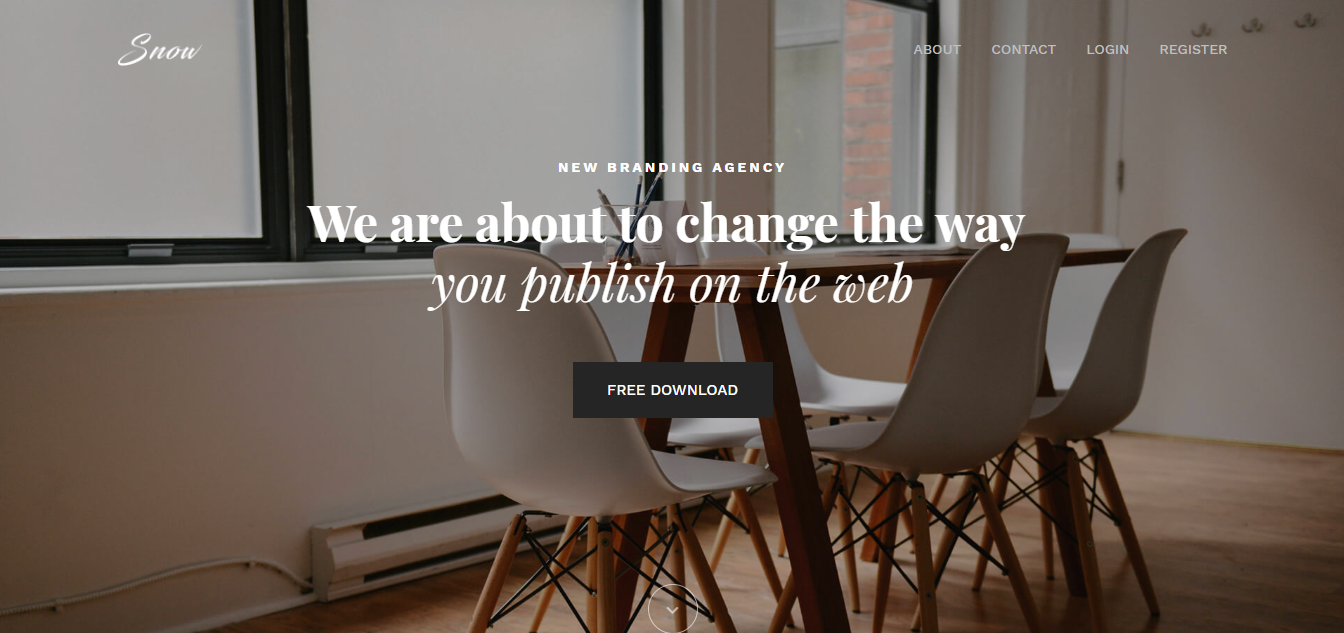 Snow
ABOUT CONTACT LOGIN REGISTER
NEW BRANDING AGENCY
We are about to change the way
you publish on the web
FREE DOWNLOAD